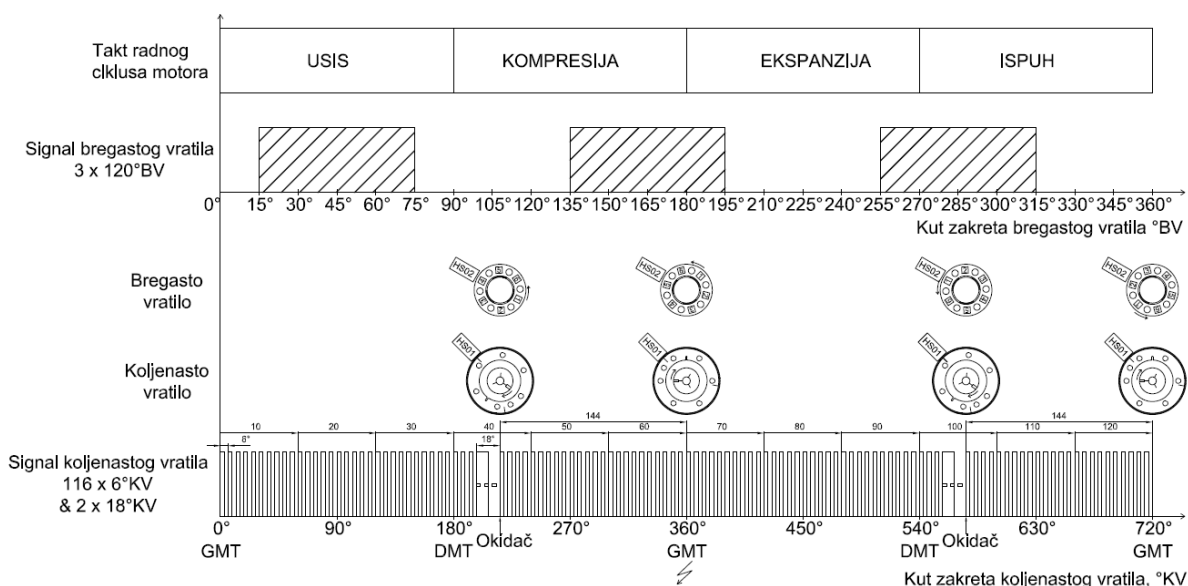 Takt radnog
ciklusa motora
USIS
KOMPRESIJA
EKSPANZIJA
ISPUH
Signal bregastog vratila
3 x 120°BV
0°
15°
30°
45°
60°
75°
90°
105°
120°
135°
150°
165°
180°
195°
210°
225°
240°
255°
270°
285°
300°
315°
330°
345°
360°
Kut zakreta bregastog vratila °BV
Bregasto
vratilo
HS02
HS02
HS02
HS02
Koljenasto
vratilo
HS01
HS01
HS01
HS01
144
144
10
20
30
40
50
60
70
80
90
100
110
120
6°
18°
Signal koljenastog vratila
116 x 6°KV
& 2 x 18°KV
0°
90°
180°
270°
360°
450°
540°
630°
720°
GMT
DMT
Okidač
GMT
DMT
Okidač
GMT
Kut zakreta koljenastog vratila, °KV